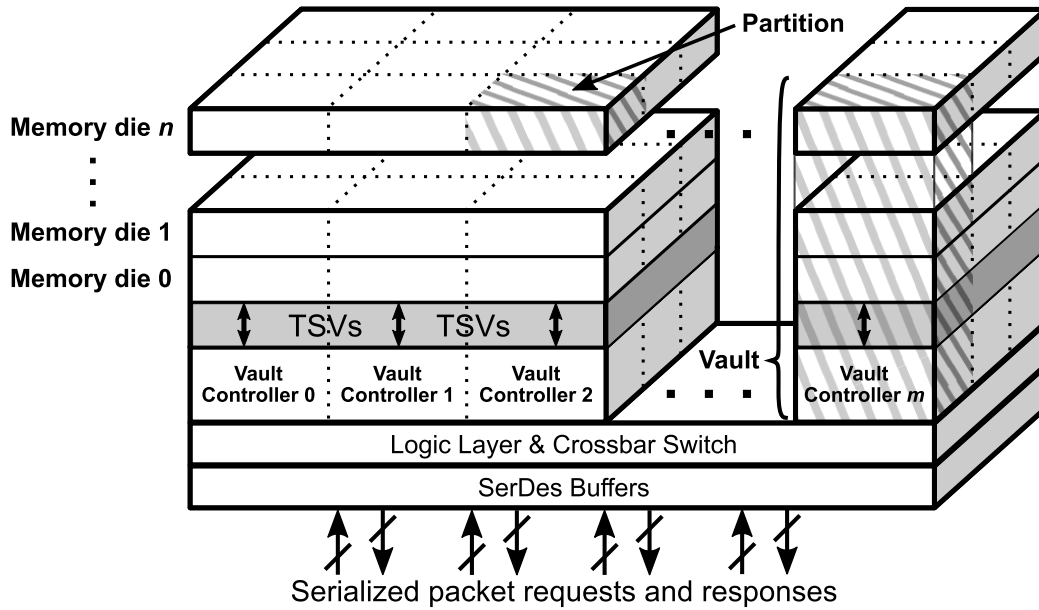 Partition
Memory die n
Memory die 1
Memory die 0
TSVs TSVs
Vault
Vault
Controller 0
Vault
Controller 1
Vault
Controller 2
Vault
Controller m
Logic Layer & Crossbar Switch
SerDes Buffers
Serialized packet requests and responses